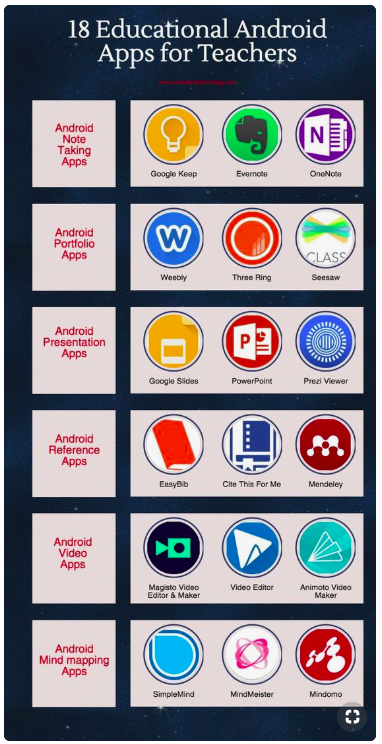 18 Educational Android
Apps for Teachers
Android
Note
Taking
Apps
Google Keep
Evernote
N
OneNote
Android
Portfolio
Apps
W
Weebly
Three Ring
CLASS
Seesaw
Android
Presentation
Apps
Google Slides
P
PowerPoint
Prezi Viewer
Android
Reference
Apps
EasyBib
Cite This For Me
Mendeley
Android
Video
Apps
Magisto Video
Editor & Maker
Video Editor
Animoto Video
Maker
Android
Mind mapping
Apps
SimpleMind
MindMeister
Mindomo